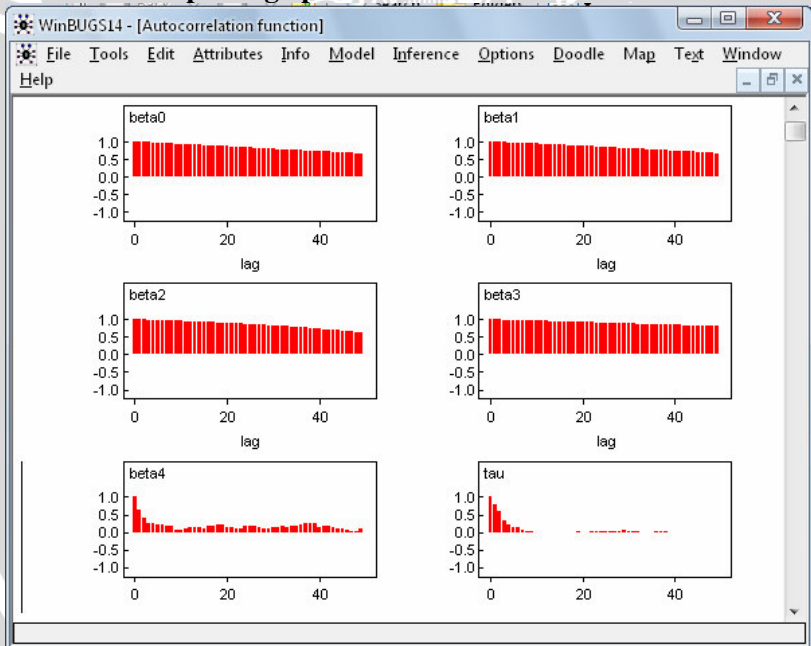 WinBUGS14 - [Autocorrelation function]
File Tools Edit Attributes Info Model Inference Options Doodle Map Text Window
Help
beta0
1.0
0.5
0.0
-0.5
-1.0
0 20 40
lag
beta1
1.0
0.5
0.0
-0.5
-1.0
0 20 40
lag
beta2
1.0
0.5
0.0
-0.5
-1.0
0 20 40
lag
beta3
1.0
0.5
0.0
-0.5
-1.0
0 20 40
lag
beta4
1.0
0.5
0.0
-0.5
-1.0
0 20 40
tau
1.0
0.5
0.0
-0.5
-1.0
0 20 40